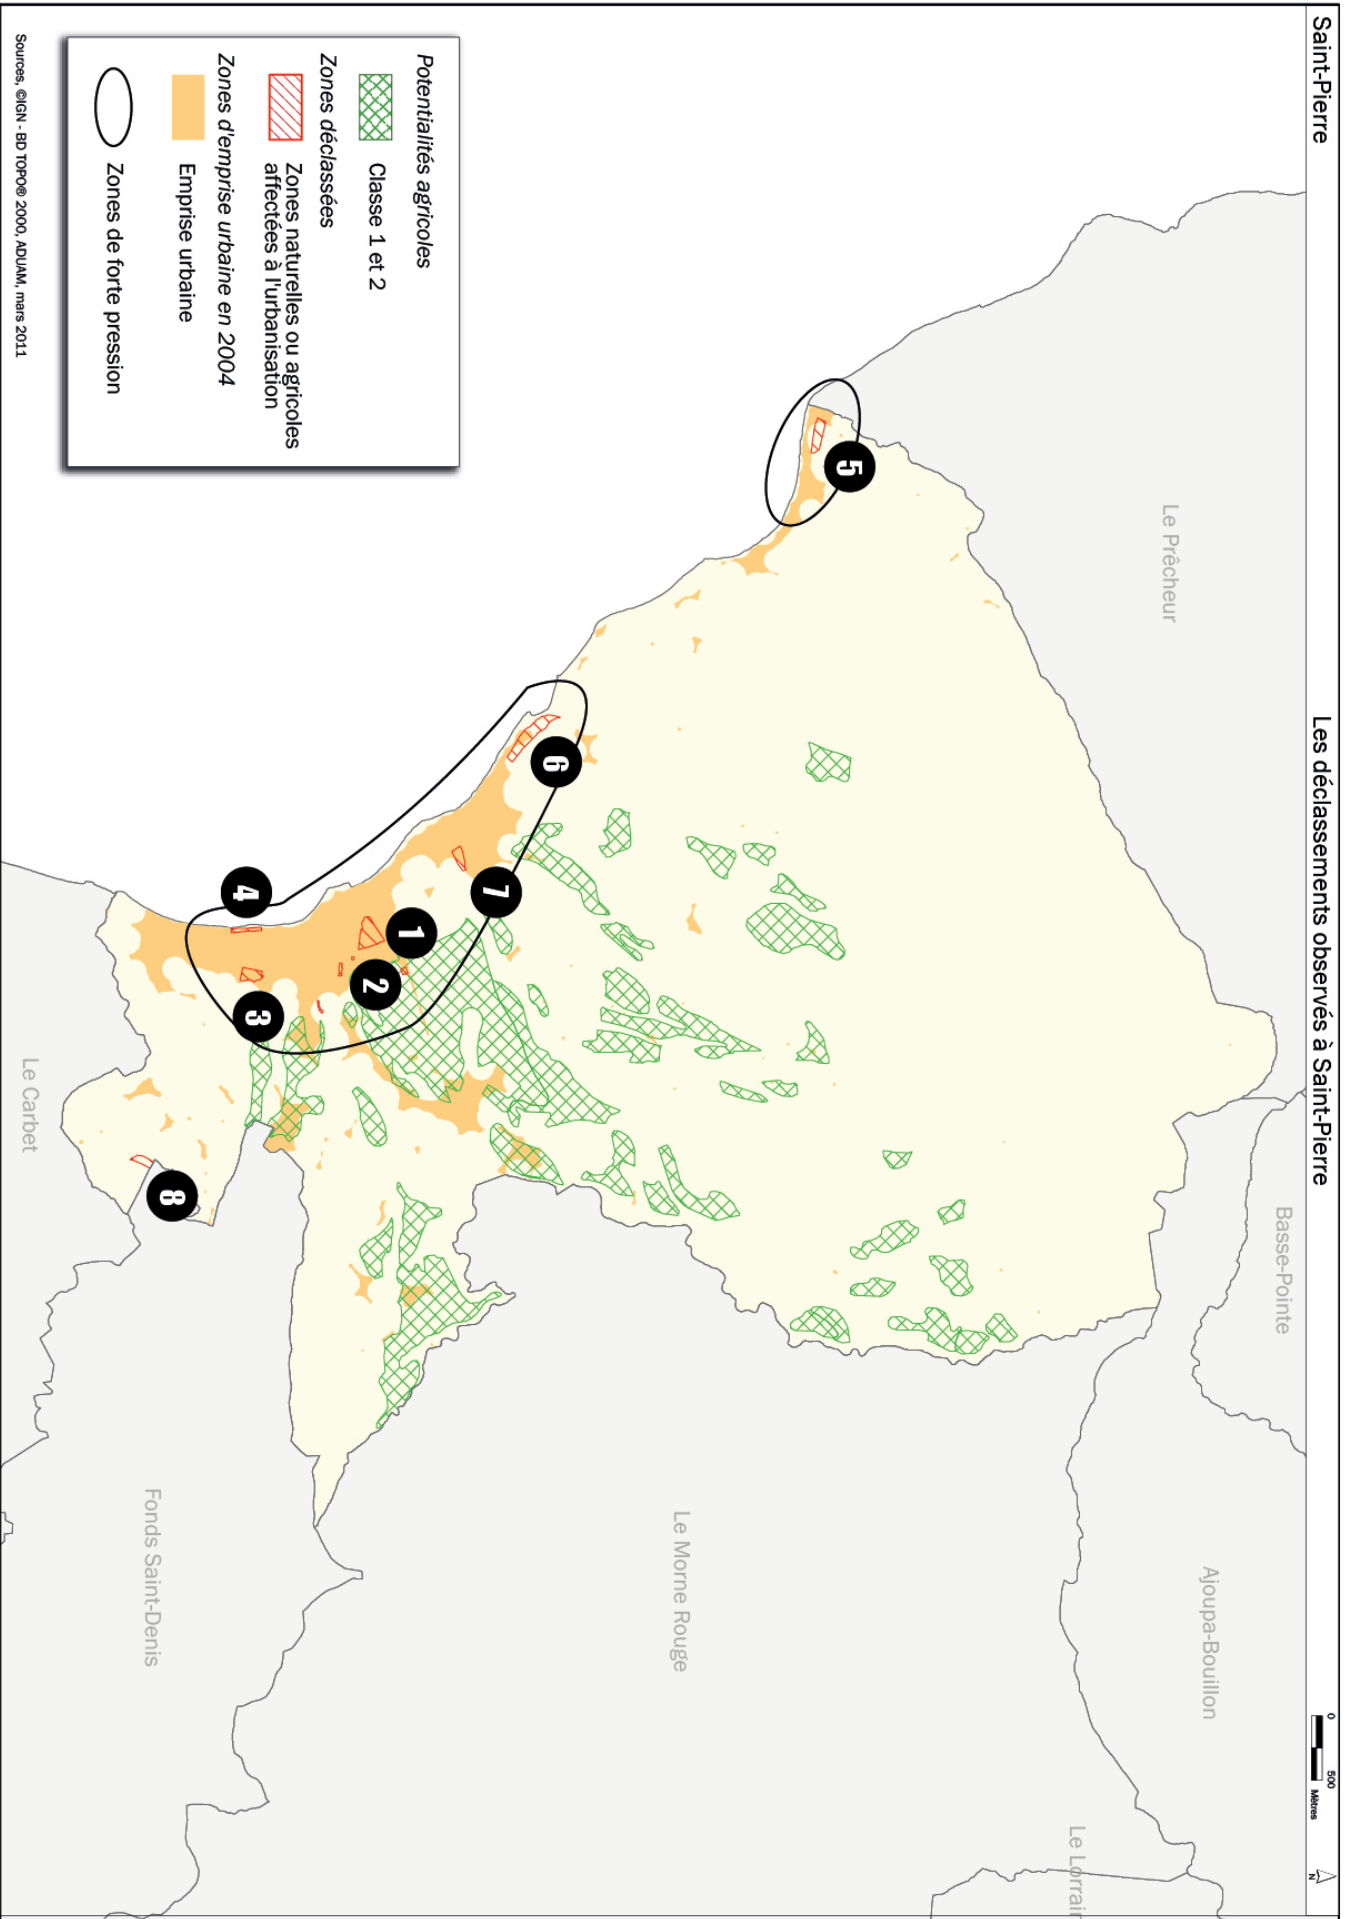 Saint-Pierre
Les déclassements observés à Saint-Pierre
0
500
Mètres
N
Basse-Pointe
Ajoupa-Bouillon
Le Lorrain
Le Prêcheur
Le Morne Rouge
Fonds Saint-Denis
Le Carbet
5
6
7
1
2
4
3
8
Potentialités agricoles
Classe 1 et 2
Zones déclassées
Zones naturelles ou agricoles
affectées à l'urbanisation
Zones d'emprise urbaine en 2004
Emprise urbaine
Zones de forte pression
Sources, ©IGN - BD TOPO® 2000, ADUAM, mars 2011